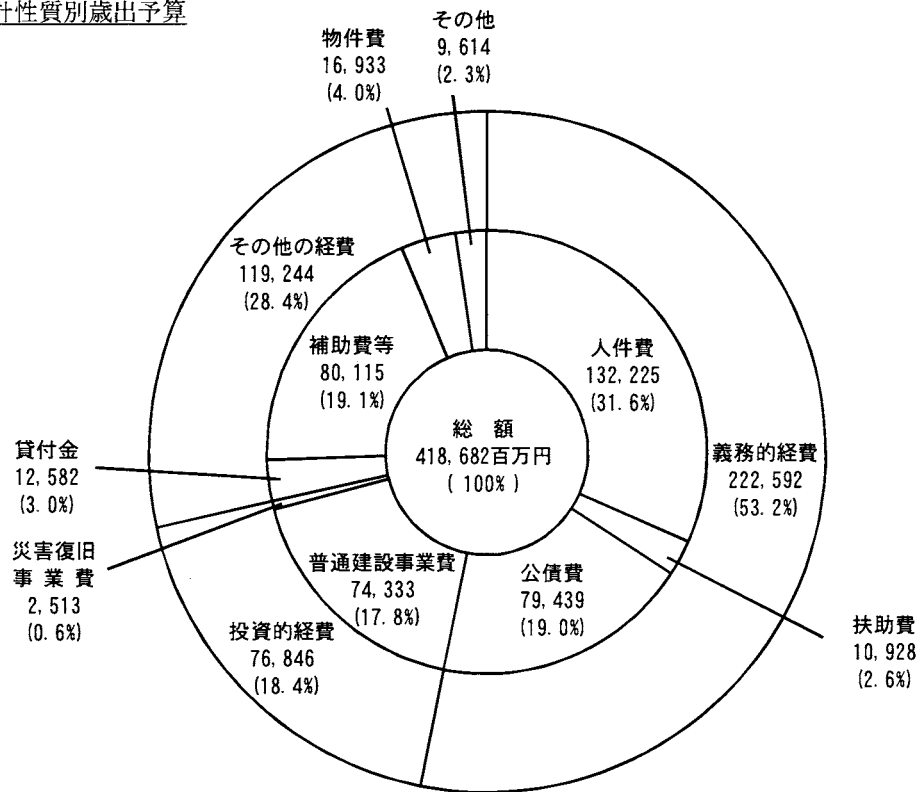 計性質別歳出予算
その他
9,614
(2.3%)
物件費
16,933
(4.0%)
その他の経費
119,244
(28.4%)
補助費等
80,115
(19.1%)
人件費
132,225
(31.6%)
総 額
418,682百万円
( 100% )
義務的経費
222,592
(53.2%)
貸付金
12,582
(3.0%)
災害復旧
事 業 費
2,513
(0.6%)
普通建設事業費
74,333
(17.8%)
公債費
79,439
(19.0%)
投資的経費
76,846
(18.4%)
扶助費
10,928
(2.6%)